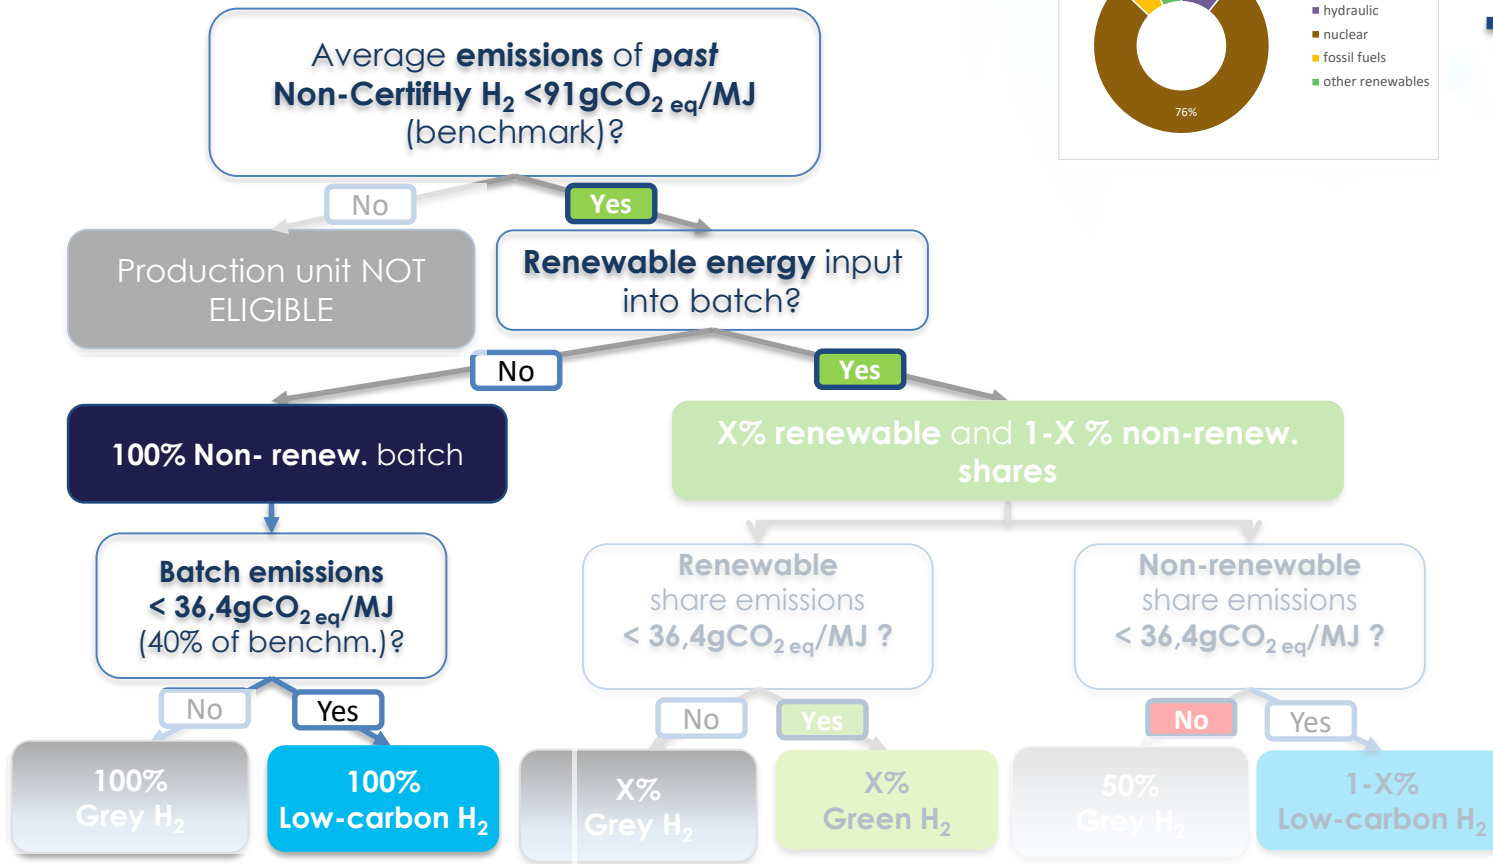 hydraulic
nuclear
fossil fuels
other renewables
76%
Average emissions of past
Non-CertifHy H₂ <91gCO₂ eq/MJ
(benchmark)?
No
Yes
Production unit NOT
ELIGIBLE
Renewable energy input
into batch?
No
Yes
100% Non- renew. batch
X% renewable and 1-X % non-renew.
shares
Batch emissions
< 36,4gCO₂ eq/MJ
(40% of benchm.)?
Renewable
share emissions
< 36,4gCO₂ eq/MJ ?
Non-renewable
share emissions
< 36,4gCO₂ eq/MJ ?
No
Yes
No
Yes
No
Yes
100%
Grey H₂
100%
Low-carbon H₂
X%
Grey H₂
X%
Green H₂
50%
Grey H₂
1-X%
Low-carbon H₂